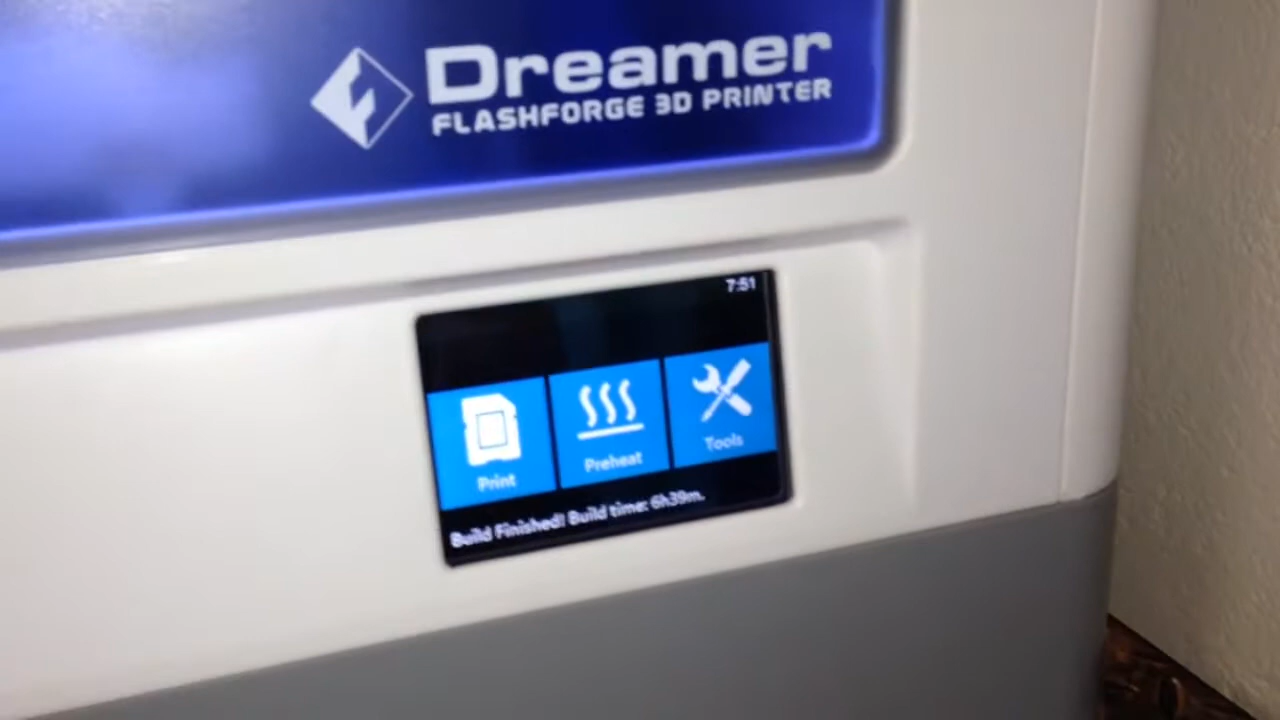 Dreamer
FLASHFORGE 3D PRINTER
7:51
Print
Preheat
Tools
Build Finished! Build time: 6h39m.